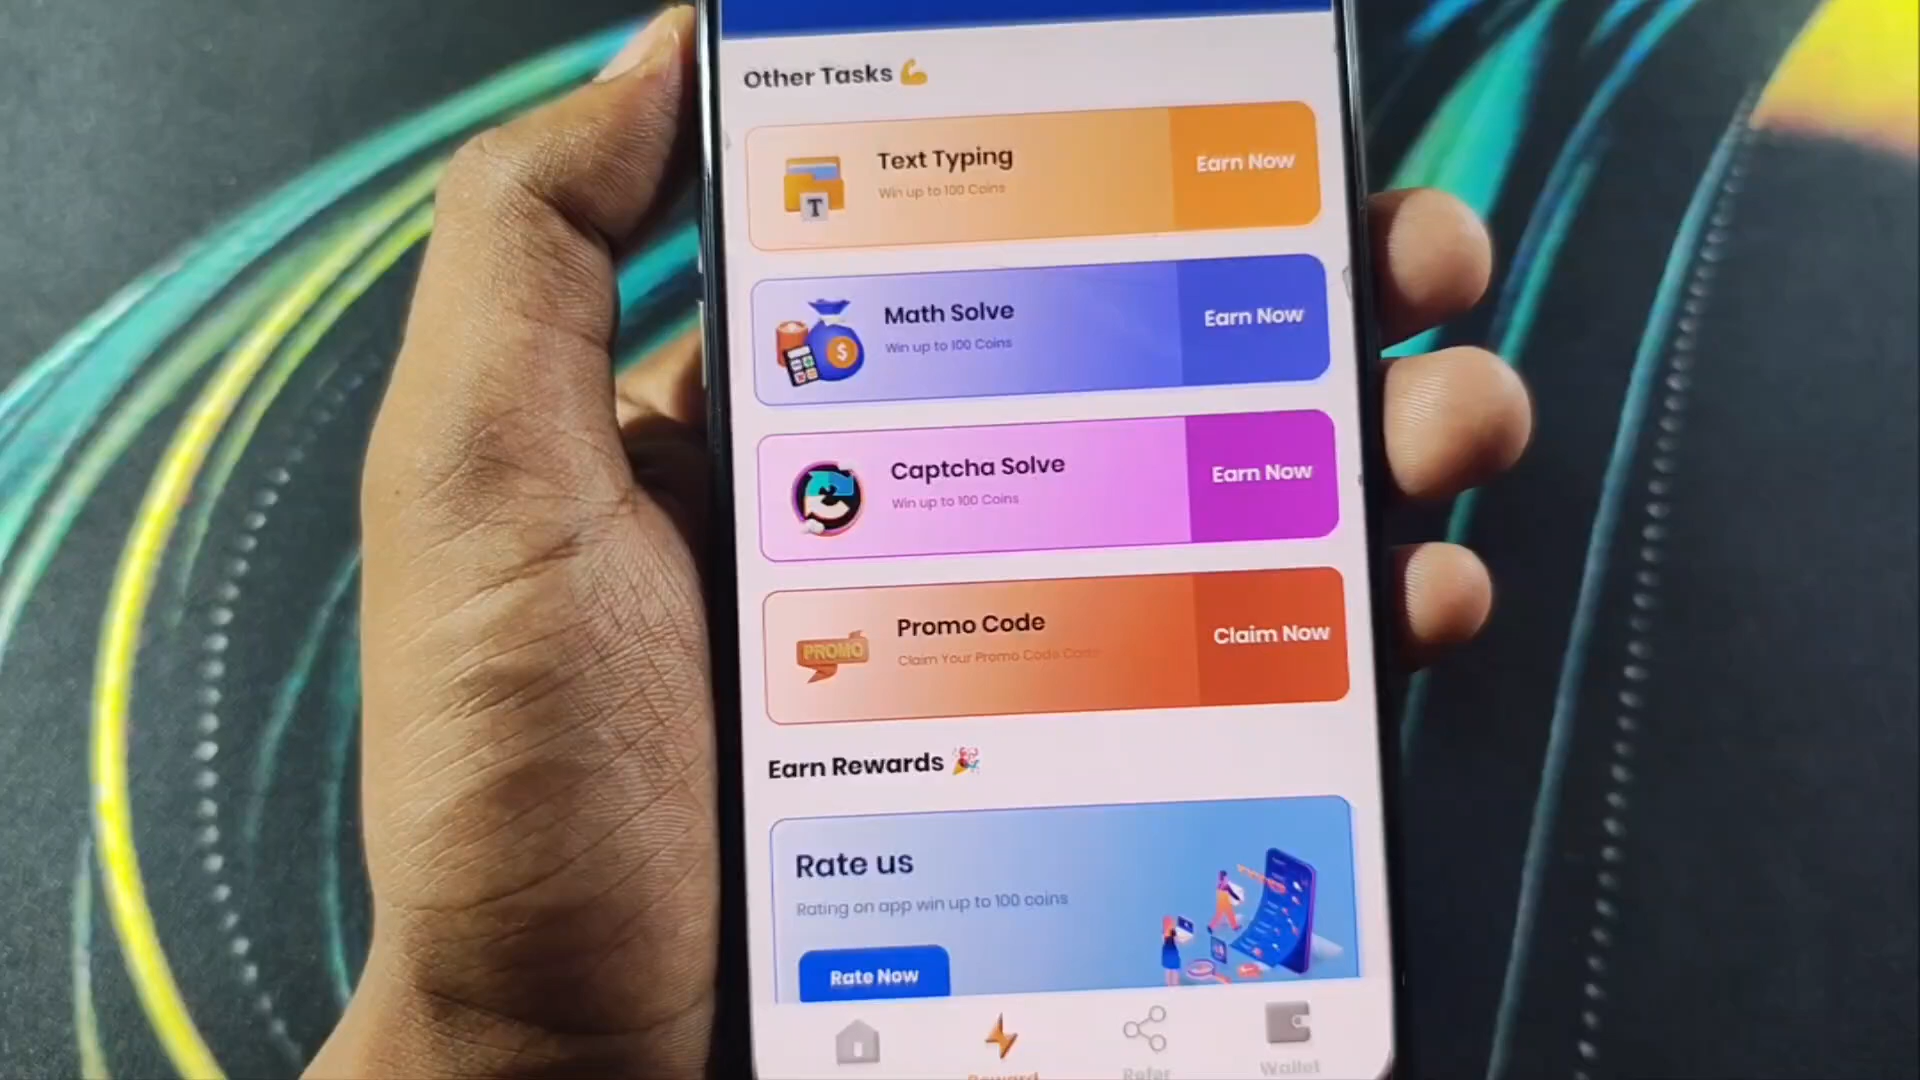 Other Tasks 💪
T
Text Typing
Win up to 100 Coins
Earn Now
Math Solve
Win up to 100 Coins
Earn Now
$
Captcha Solve
Win up to 100 Coins
Earn Now
PROMO
Promo Code
Claim Your Promo Code Code
Claim Now
Earn Rewards 🎉
Rate us
Rating on app win up to 100 coins
Rate Now
Reward
Refer
Wallet